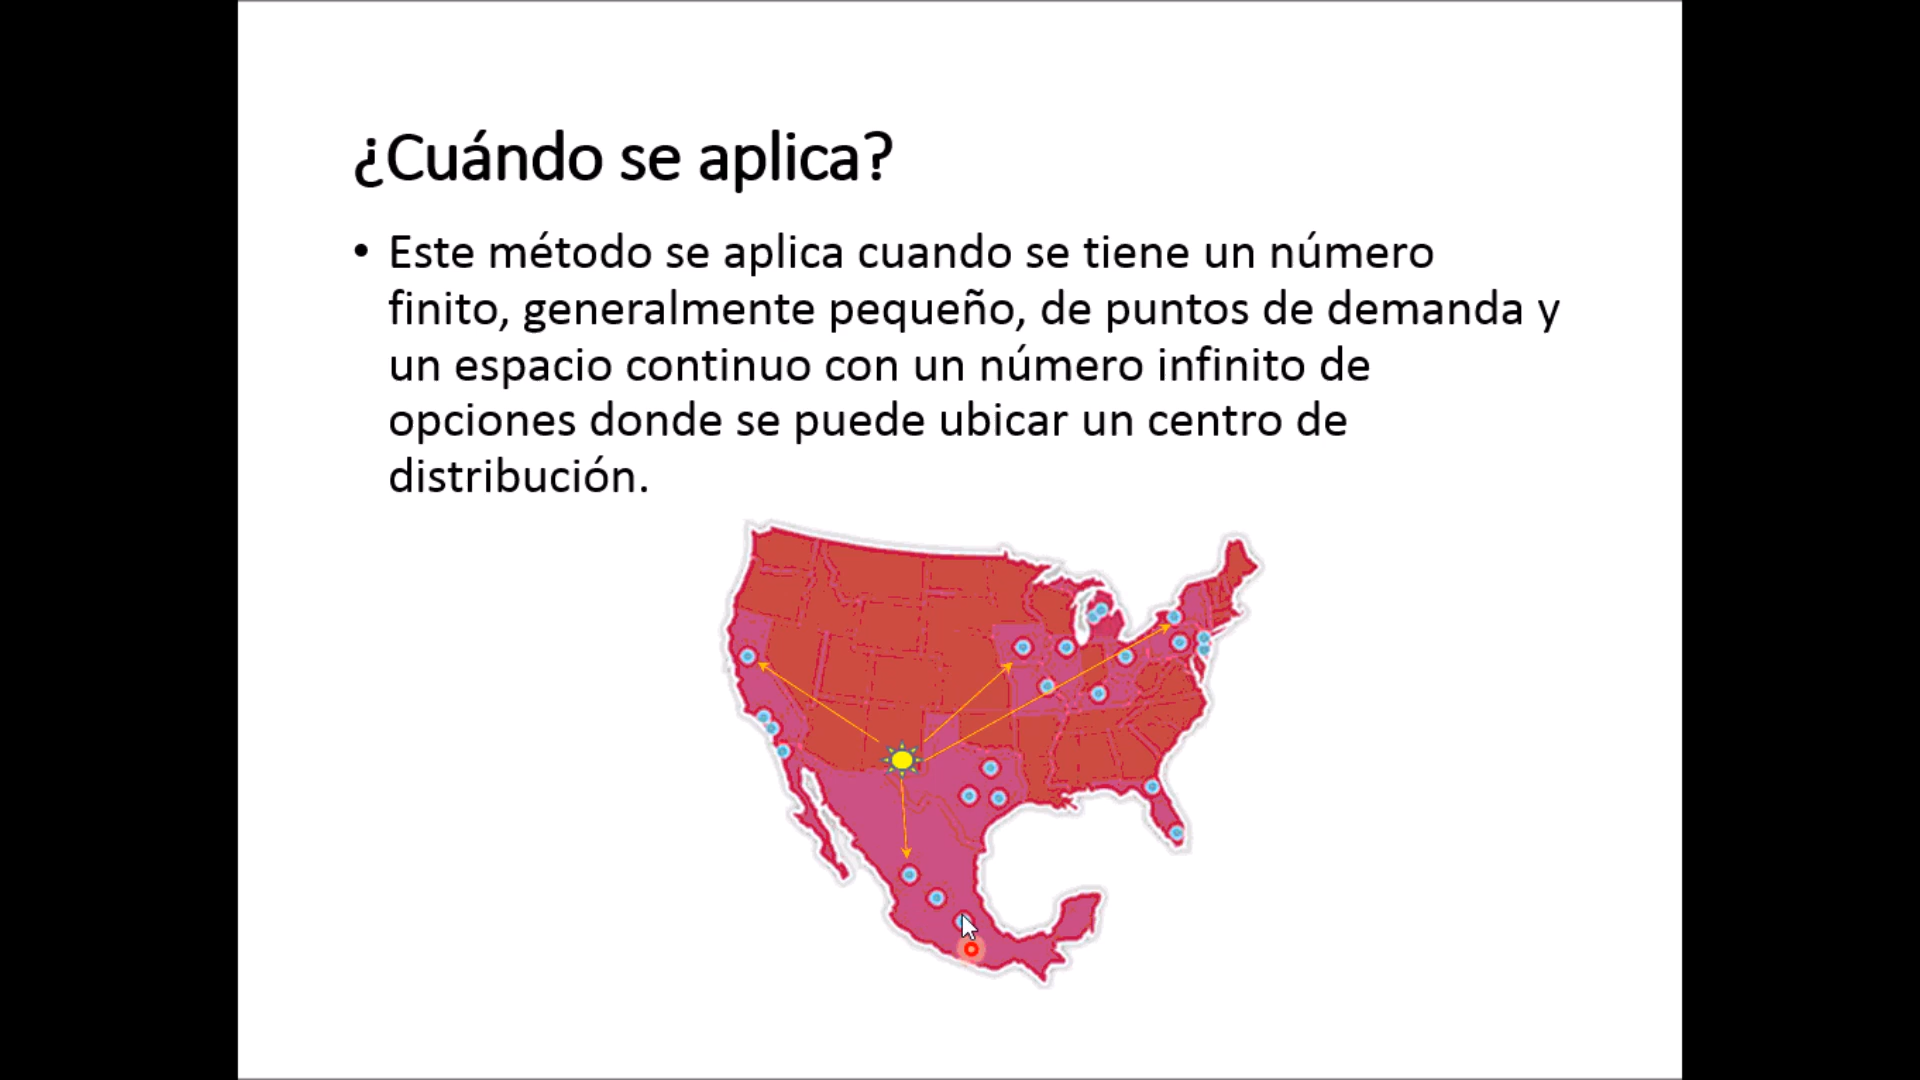 ¿Cuándo se aplica?
• Este método se aplica cuando se tiene un número
finito, generalmente pequeño, de puntos de demanda y
un espacio continuo con un número infinito de
opciones donde se puede ubicar un centro de
distribución.